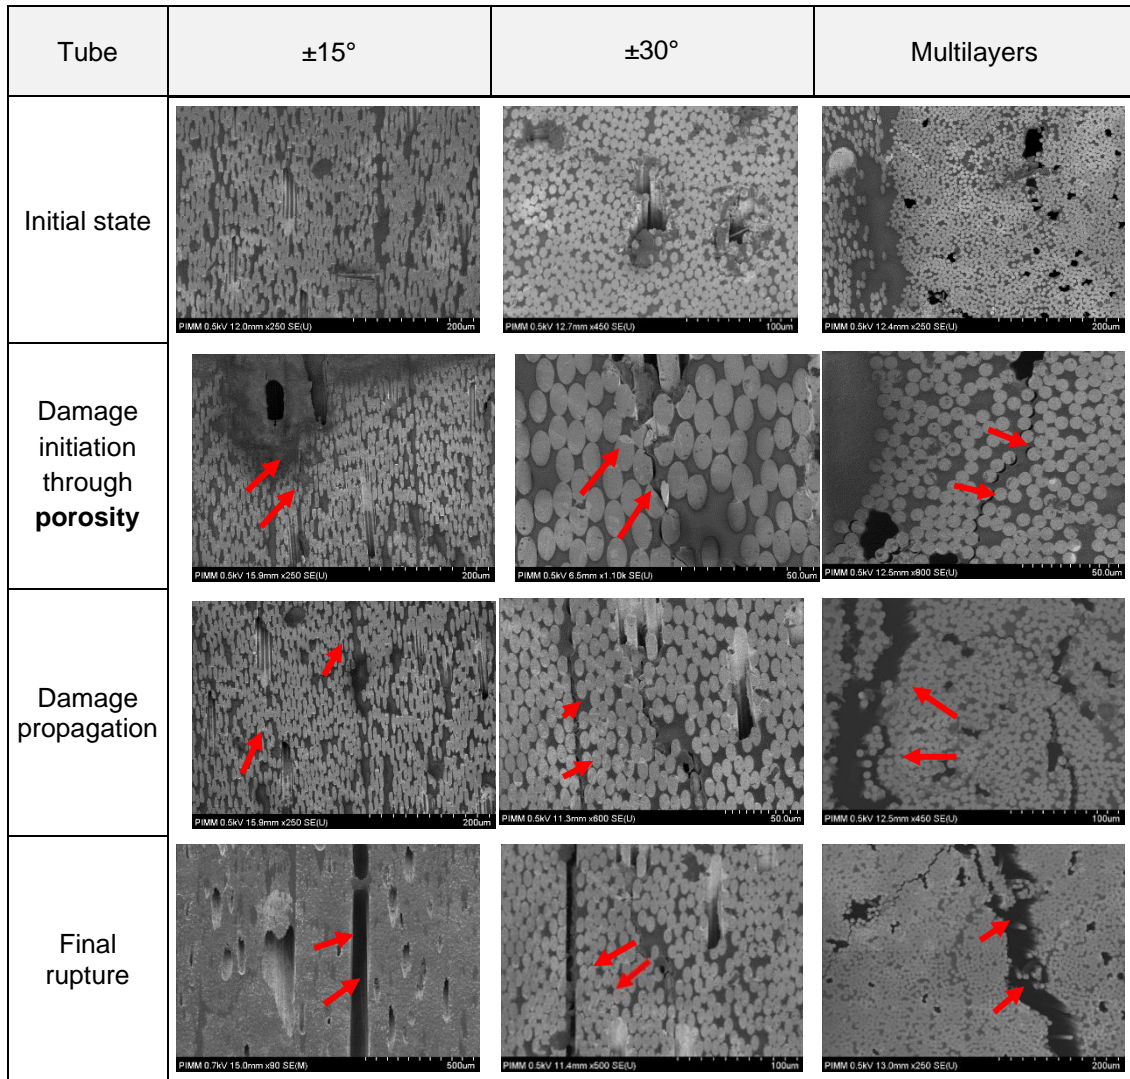 Tube
±15°
±30°
Multilayers
Initial state
PIMM 0.5kV 12.0mm x250 SE(U)
200um
PIMM 0.5kV 12.7mm x450 SE(U)
100um
PIMM 0.5kV 12.4mm x250 SE(U)
200um
Damage
initiation
through
porosity
PIMM 0.5kV 15.9mm x250 SE(U)
200um
PIMM 0.5kV 6.5mm x1.10k SE(U)
50.0um
PIMM 0.5kV 12.5mm x800 SE(U)
50.0um
Damage
propagation
PIMM 0.5kV 15.9mm x250 SE(U)
200um
PIMM 0.5kV 11.3mm x600 SE(U)
50.0um
PIMM 0.5kV 12.5mm x450 SE(U)
100um
Final
rupture
PIMM 0.7kV 15.0mm x90 SE(M)
500um
PIMM 0.5kV 11.4mm x500 SE(U)
100um
PIMM 0.5kV 13.0mm x250 SE(U)
200um